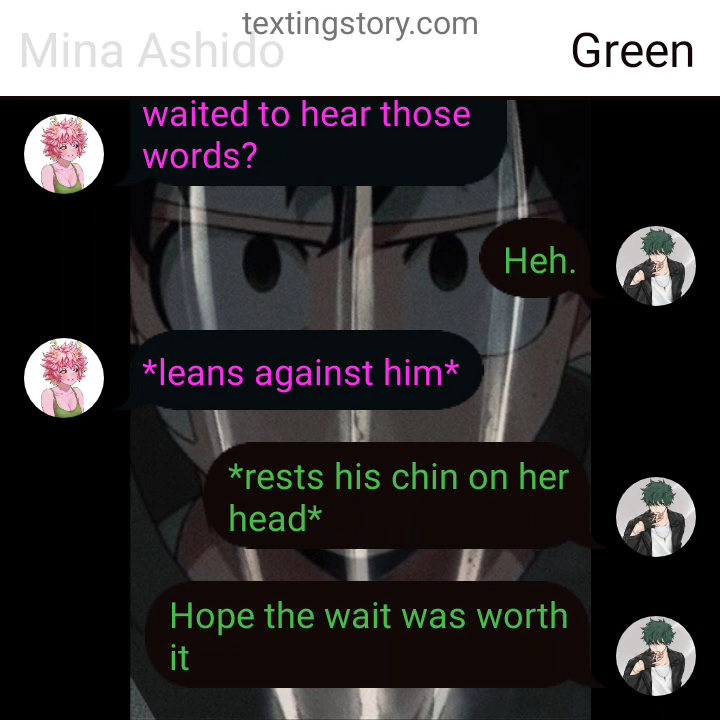 textingstory.com
Mina Ashido
Green
waited to hear those
words?
Heh.
*leans against him*
*rests his chin on her
head*
Hope the wait was worth
it